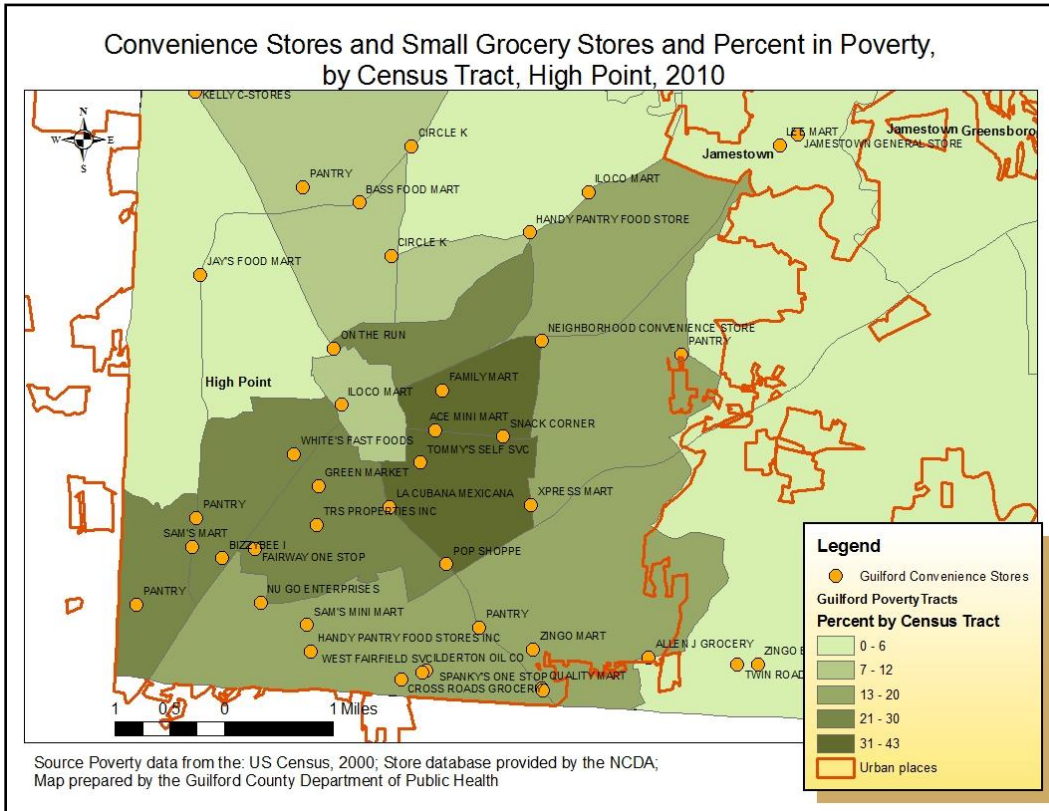 Convenience Stores and Small Grocery Stores and Percent in Poverty,
by Census Tract, High Point, 2010
N
W E
S
KELLY C-STORES
CIRCLE K
LEE MART
JAMESTOWN GENERAL STORE
Jamestown
Jamestown
Greensboro
PANTRY
BASS FOOD MART
ILOCO MART
HANDY PANTRY FOOD STORE
CIRCLE K
JAY'S FOOD MART
ON THE RUN
NEIGHBORHOOD CONVENIENCE STORE
PANTRY
High Point
ILOCO MART
FAMILY MART
ACE MINI MART
SNACK CORNER
WHITE'S FAST FOODS
TOMMY'S SELF SVC
GREEN MARKET
LA CUBANA MEXICANA
XPRESS MART
PANTRY
TRS PROPERTIES INC
SAM'S MART
BIZZYBEE I
FAIRWAY ONE STOP
POP SHOPPE
PANTRY
NU GO ENTERPRISES
SAM'S MINI MART
PANTRY
HANDY PANTRY FOOD STORES INC
ZINGO MART
ALLEN J GROCERY
ZINGO
WEST FAIRFIELD SVC
ILDERTON OIL CO
TWIN ROAD
SPANKY'S ONE STOP
QUALITY MART
CROSS ROADS GROCERY
1 0.5 0 1 Miles
Legend
Guilford Convenience Stores
Guilford PovertyTracts
Percent by Census Tract
0 - 6
7 - 12
13 - 20
21 - 30
31 - 43
Urban places
Source Poverty data from the: US Census, 2000; Store database provided by the NCDA;
Map prepared by the Guilford County Department of Public Health